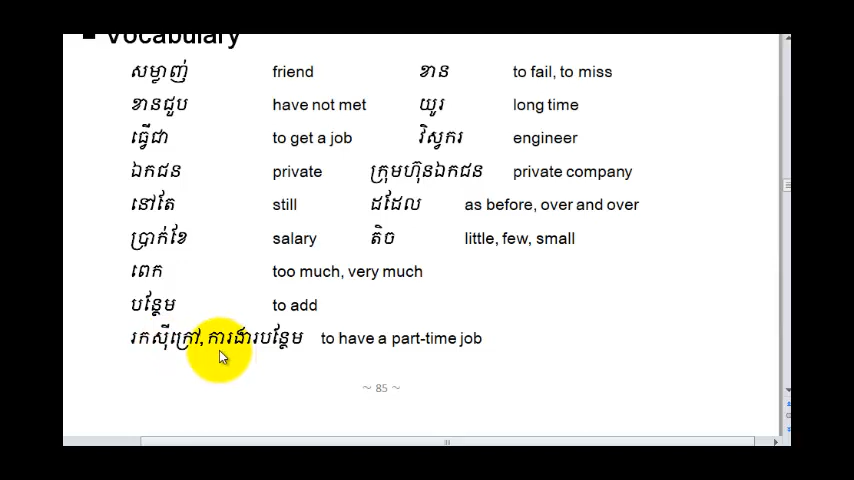 ■ Vocabulary
សម្លាញ់ friend ខាន to fail, to miss
ខានជួប have not met យូរ long time
ធ្វើជា to get a job វិស្វករ engineer
ឯកជន private ក្រុមហ៊ុនឯកជន private company
នៅតែ still ដដែល as before, over and over
ប្រាក់ខែ salary តិច little, few, small
ពេក too much, very much
បន្ថែម to add
រកស៊ីក្រៅ, ការងារបន្ថែម to have a part-time job
~ 85 ~